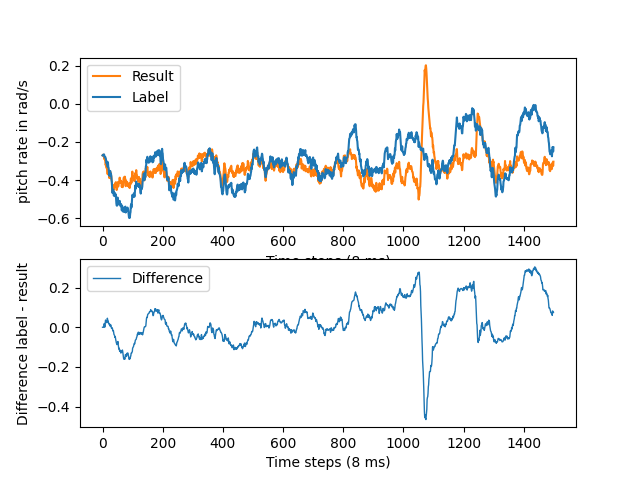 Result
Label
pitch rate in rad/s
0.2
0.0
−0.2
−0.4
−0.6
0 200 400 600 800 1000 1200 1400
Time steps (8 ms)
Difference
Difference label - result
0.2
0.0
−0.2
−0.4
0 200 400 600 800 1000 1200 1400
Time steps (8 ms)